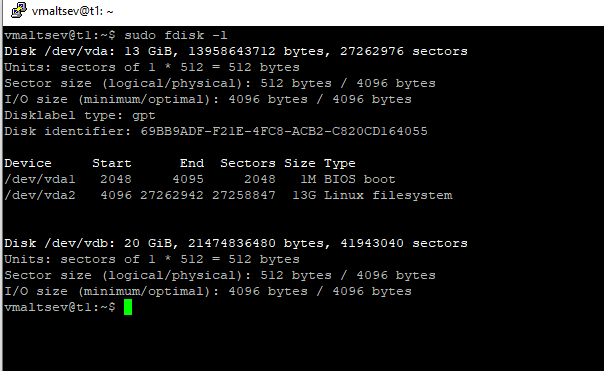 vmaltsev@t1: ~
vmaltsev@t1:~$ sudo fdisk -l
Disk /dev/vda: 13 GiB, 13958643712 bytes, 27262976 sectors
Units: sectors of 1 * 512 = 512 bytes
Sector size (logical/physical): 512 bytes / 4096 bytes
I/O size (minimum/optimal): 4096 bytes / 4096 bytes
Disklabel type: gpt
Disk identifier: 69BB9ADF-F21E-4FC8-ACB2-C820CD164055
Device     Start      End  Sectors Size Type
/dev/vda1   2048     4095     2048   1M BIOS boot
/dev/vda2   4096 27262942 27258847  13G Linux filesystem
Disk /dev/vdb: 20 GiB, 21474836480 bytes, 41943040 sectors
Units: sectors of 1 * 512 = 512 bytes
Sector size (logical/physical): 512 bytes / 4096 bytes
I/O size (minimum/optimal): 4096 bytes / 4096 bytes
vmaltsev@t1:~$